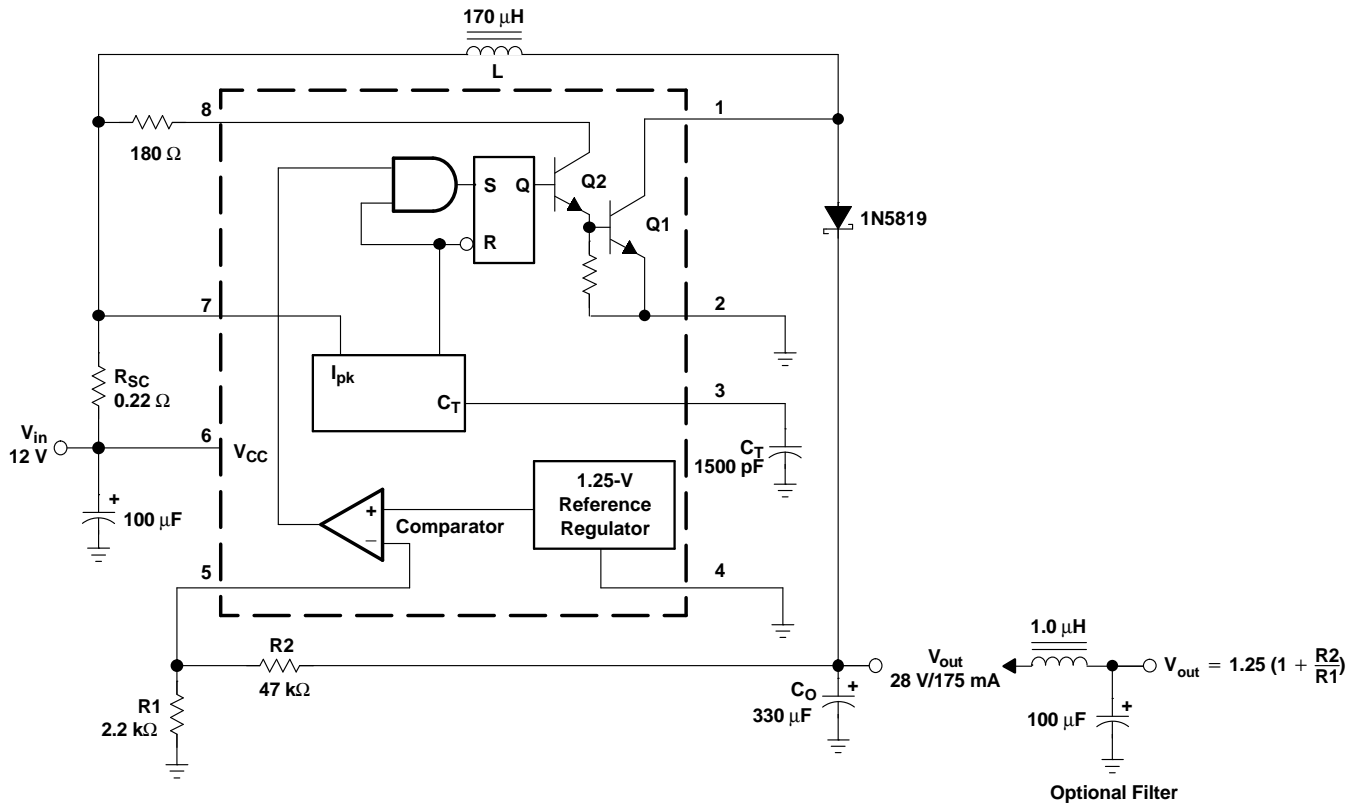 170 μH
L
8
1
180 Ω
S
Q
Q2
Q1
1N5819
R
7
2
Ipk
CT
3
RSC
0.22 Ω
Vin
12 V
6
VCC
CT
1500 pF
1.25-V
Reference
Regulator
+
100 μF
+
−
Comparator
5
4
R2
47 kΩ
R1
2.2 kΩ
Vout
28 V/175 mA
CO
330 μF
+
1.0 μH
Vout = 1.25 (1 + R2/R1)
100 μF
+
Optional Filter